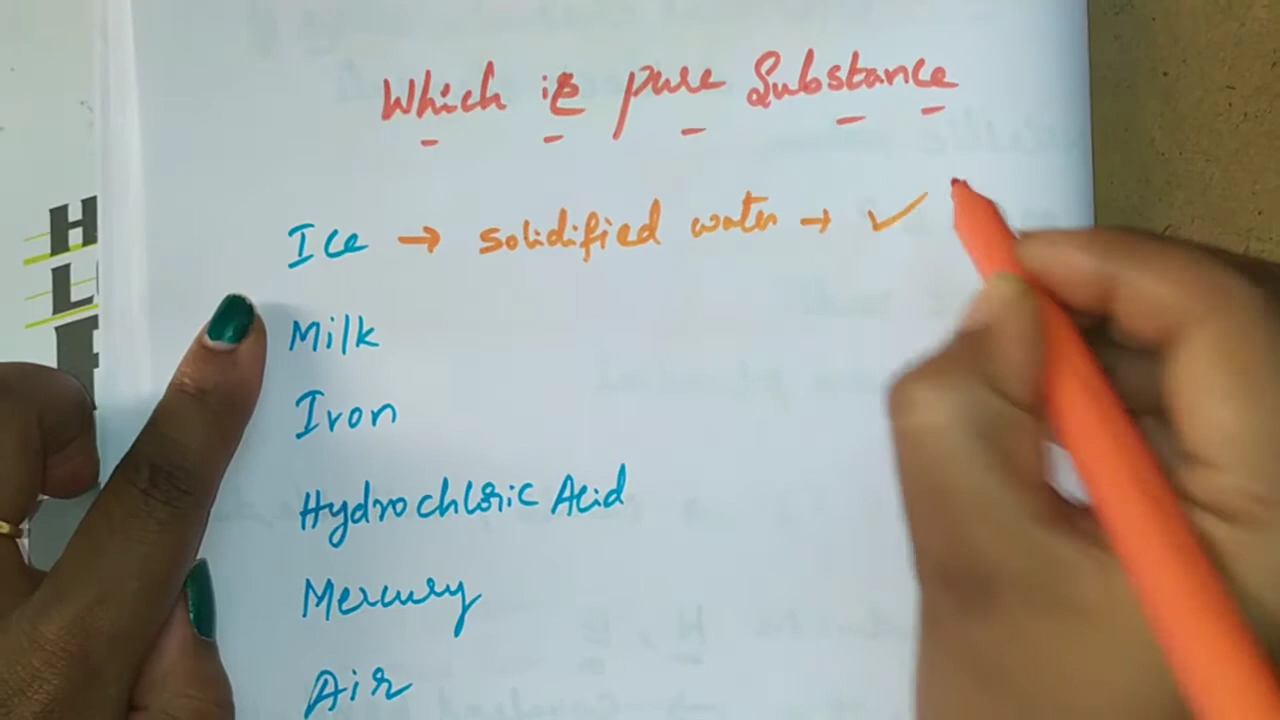 Which is pure Substance
Ice → solidified water → ✓
Milk
Iron
Hydrochloric Acid
Mercury
Air